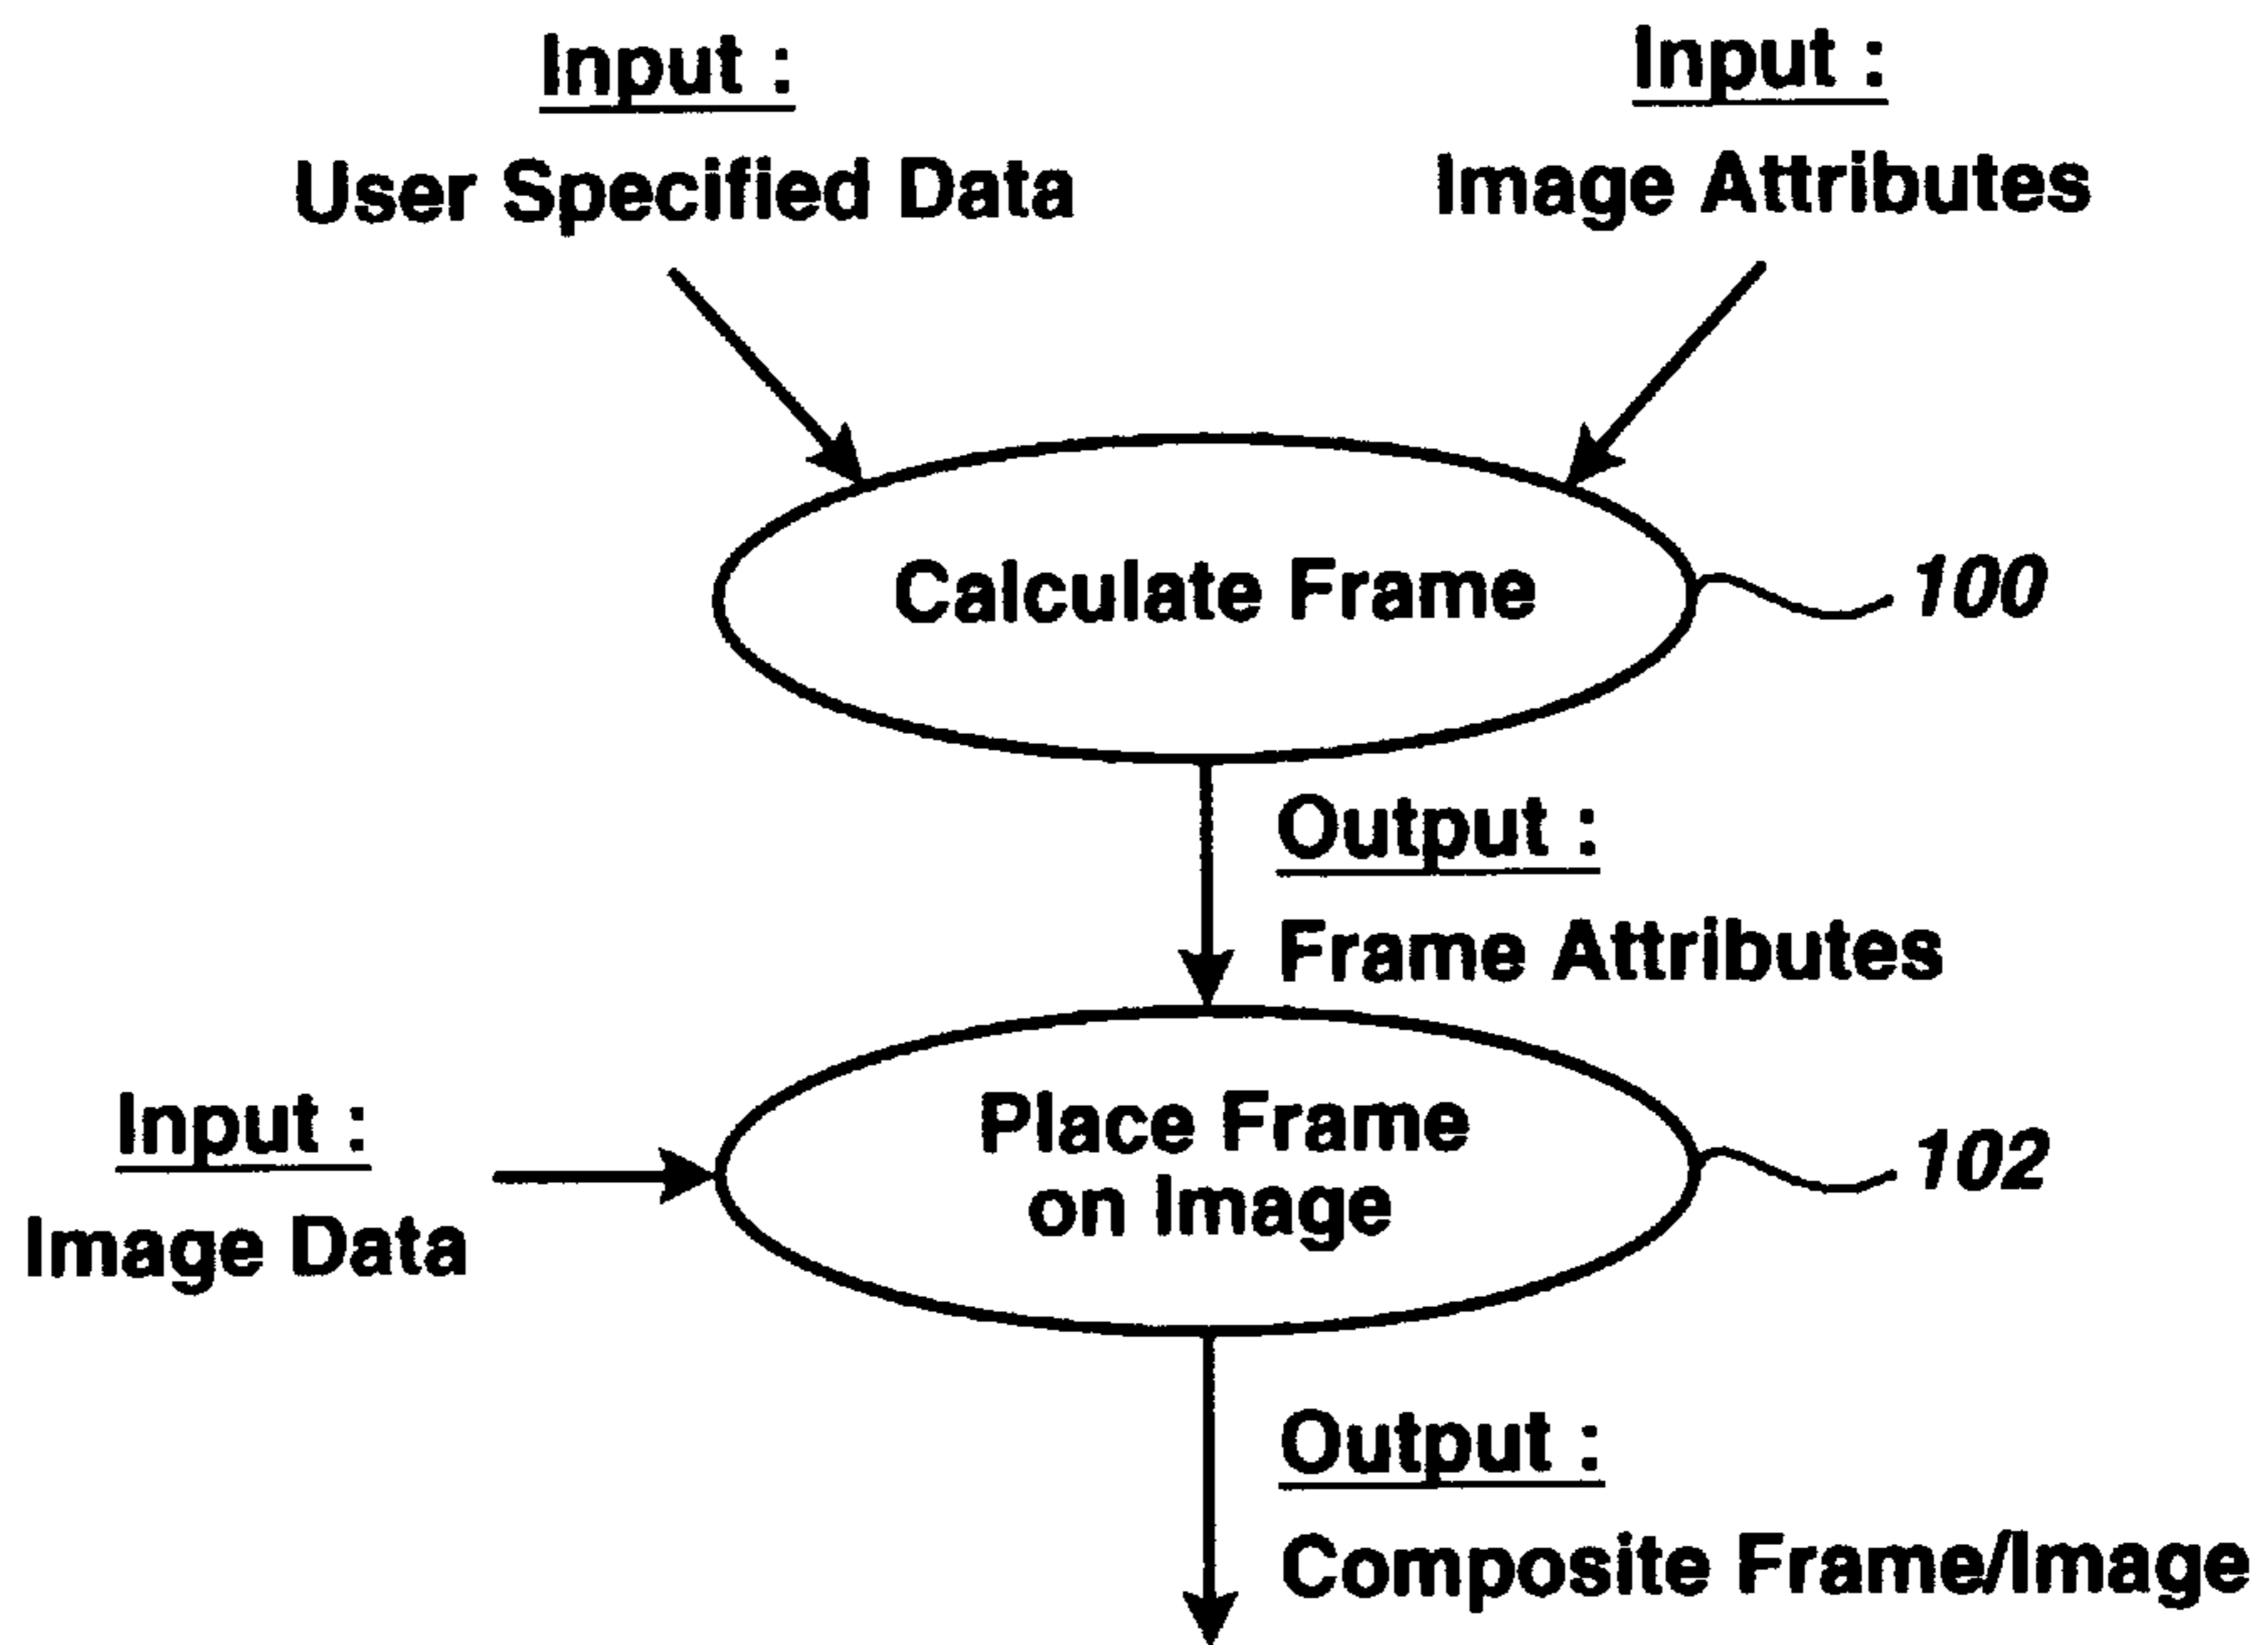 Input :
User Specified Data
Input :
Image Attributes
Calculate Frame
100
Output :
Frame Attributes
Input :
Image Data
Place Frame
on Image
102
Output :
Composite Frame/Image